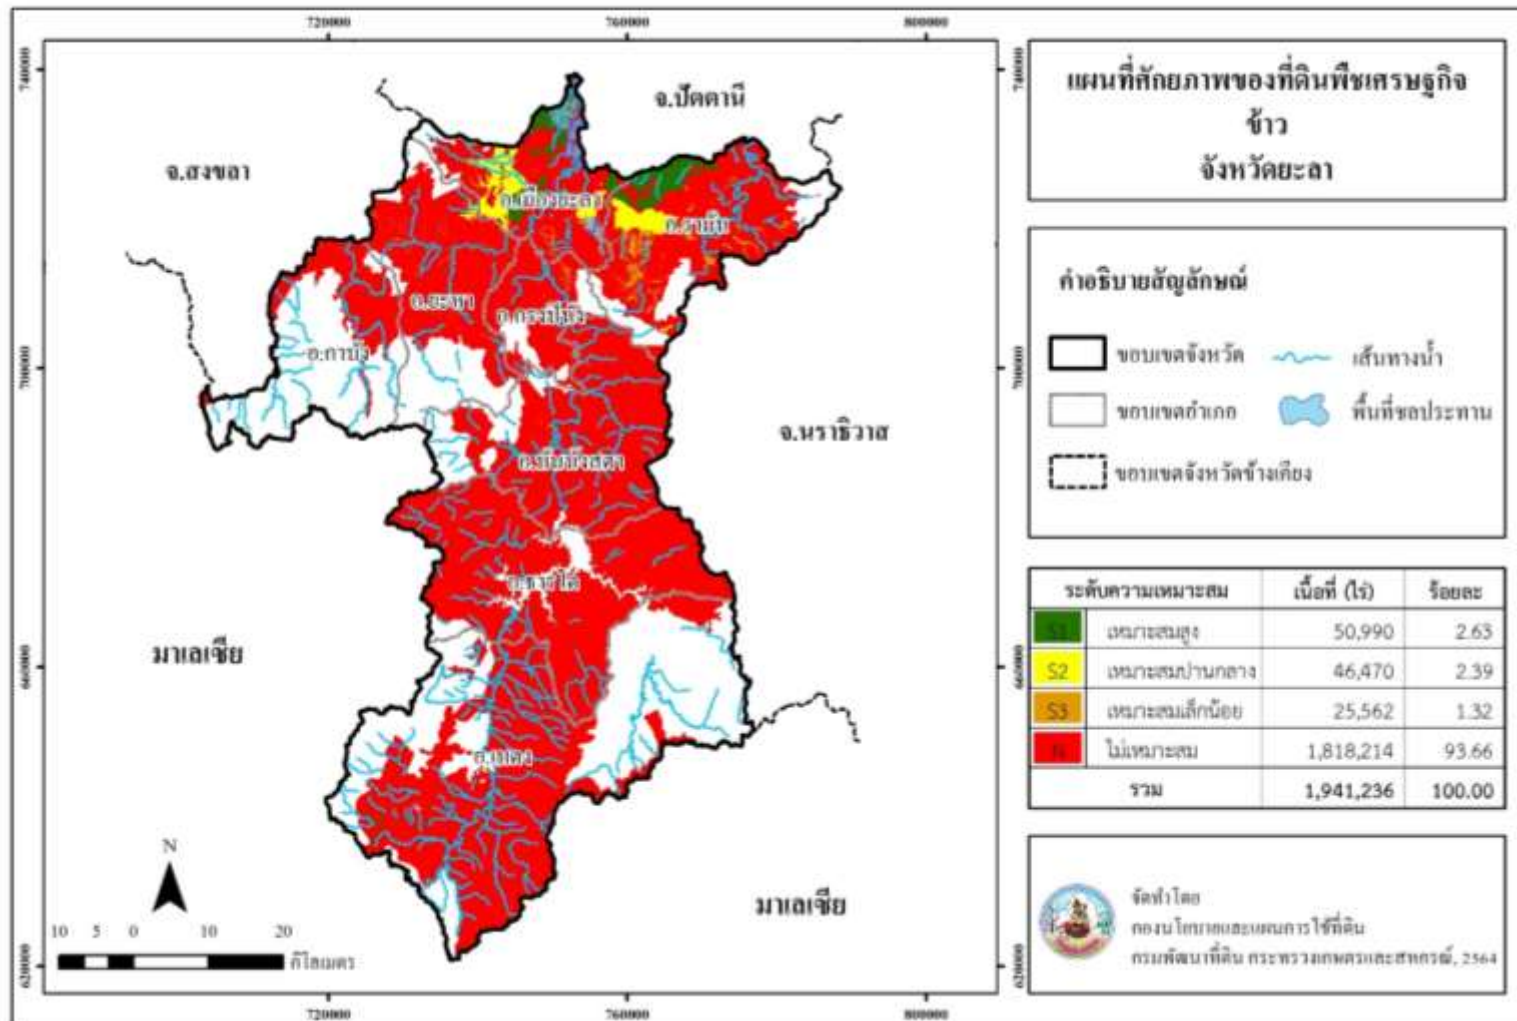 720000 760000 800000
740000 740000
แผนที่ศักยภาพของที่ดินพืชเศรษฐกิจ
ข้าว
จังหวัดยะลา
จ.ปัตตานี
จ.สงขลา
อ.เมืองยะลา
อ.รามัน
คำอธิบายสัญลักษณ์
อ.ยะหา
อ.กรงปินัง
อ.กาบัง
ขอบเขตจังหวัด เส้นทางน้ำ
700000 700000
ขอบเขตอำเภอ พื้นที่ชลประทาน
จ.นราธิวาส
อ.บันนังสตา
ขอบเขตจังหวัดข้างเคียง
อ.ธารโต
ระดับความเหมาะสม เนื้อที่ (ไร่) ร้อยละ
S1 เหมาะสมสูง 50,990 2.63
มาเลเซีย
660000 660000
S2 เหมาะสมปานกลาง 46,470 2.39
S3 เหมาะสมเล็กน้อย 25,562 1.32
N ไม่เหมาะสม 1,818,214 93.66
อ.เบตง
รวม 1,941,236 100.00
N
จัดทำโดย
มาเลเซีย
กองนโยบายและแผนการใช้ที่ดิน
10 5 0 10 20
กิโลเมตร
กรมพัฒนาที่ดิน กระทรวงเกษตรและสหกรณ์, 2564
620000 620000
720000 760000 800000